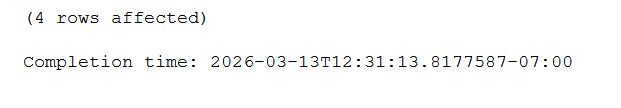 (4 rows affected)
Completion time: 2026-03-13T12:31:13.8177587-07:00